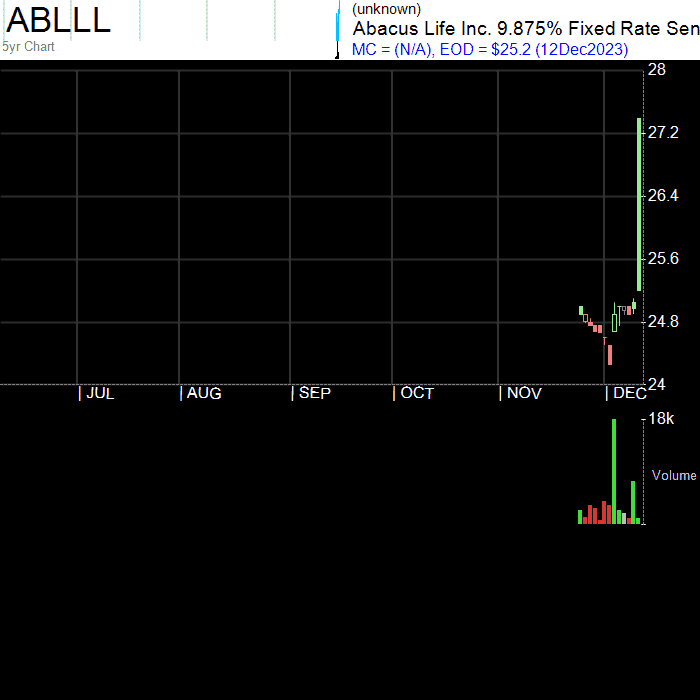 ABLLL
5yr Chart
(unknown)
Abacus Life Inc. 9.875% Fixed Rate Sen
MC = (N/A), EOD = $25.2 (12Dec2023)
28
27.2
26.4
25.6
24.8
24
| JUL | AUG | SEP | OCT | NOV | DEC
18k
Volume